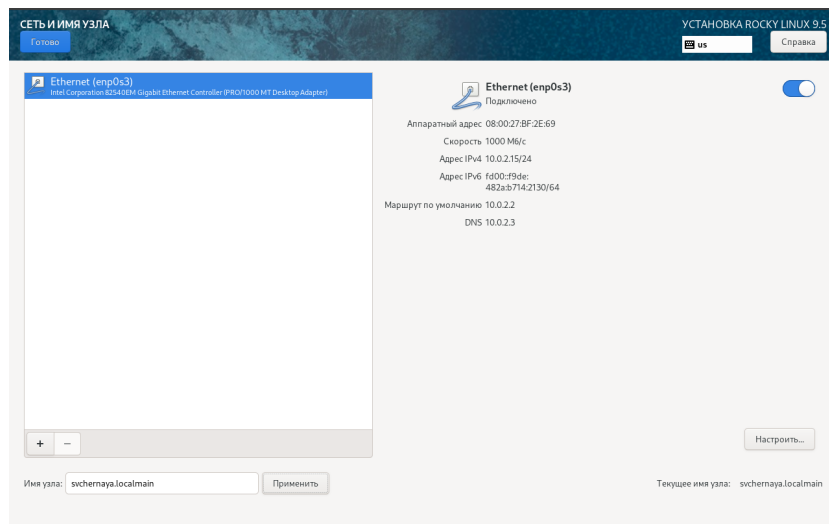 СЕТЬ И ИМЯ УЗЛА
УСТАНОВКА ROCKY LINUX 9.5
Готово
us
Справка
Ethernet (enp0s3)
Intel Corporation 82540EM Gigabit Ethernet Controller (PRO/1000 MT Desktop Adapter)
Ethernet (enp0s3)
Подключено
Аппаратный адрес 08:00:27:BF:2E:69
Скорость 1000 Мб/с
Адрес IPv4 10.0.2.15/24
Адрес IPv6 fd00::f9de:
482a:b714:2130/64
Маршрут по умолчанию 10.0.2.2
DNS 10.0.2.3
+ −
Настроить...
Имя узла: svchernaya.localmain
Применить
Текущее имя узла: svchernaya.localmain